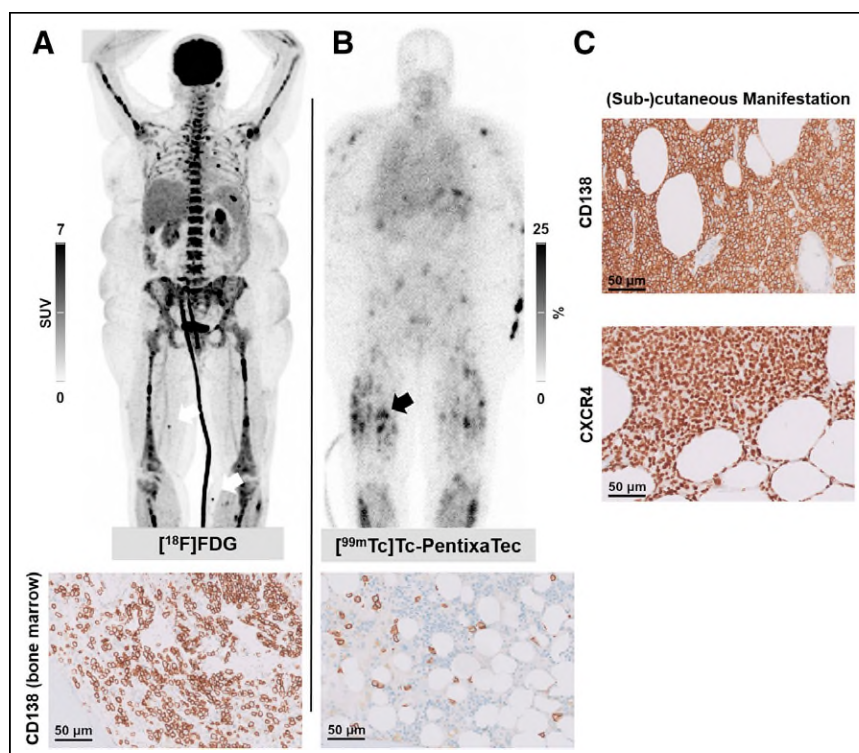 A
B
C
(Sub-)cutaneous Manifestation
CD138
50 µm
7
SUV
0
25
%
0
CXCR4
50 µm
[¹⁸F]FDG
[⁹⁹ᵐTc]Tc-PentixaTec
CD138 (bone marrow)
50 µm
50 µm